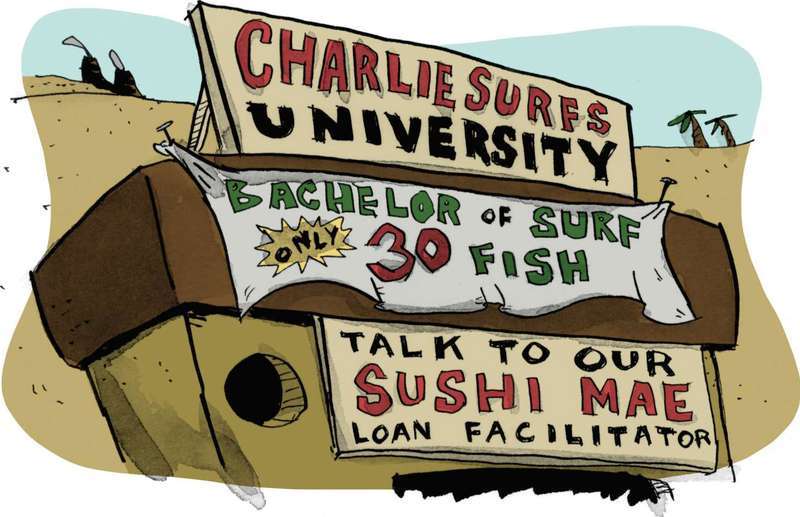 CHARLIE SURFS
UNIVERSITY
BACHELOR OF SURF
ONLY 30 FISH
TALK TO OUR
SUSHI MAE
LOAN FACILITATOR